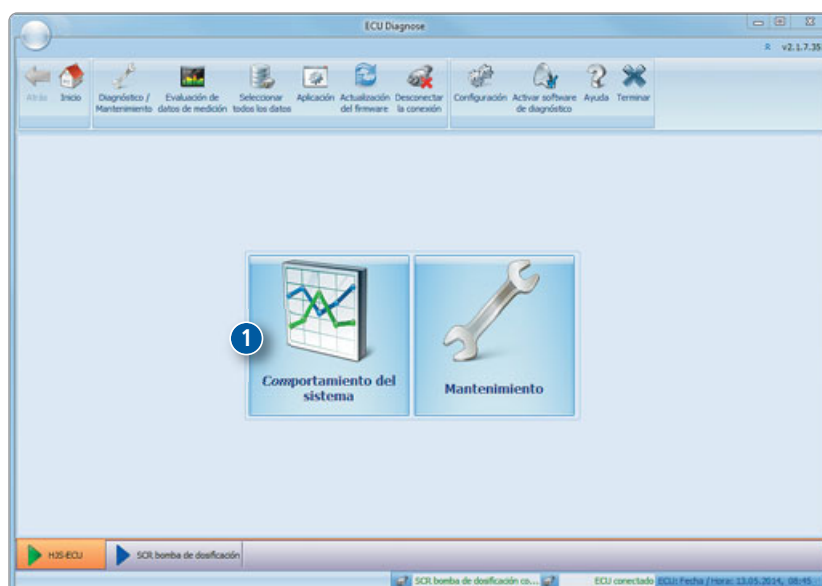 ECU Diagnose
v2.1.7.35
Atrás
Inicio
Diagnóstico /
Mantenimiento
Evaluación de
datos de medición
Seleccionar
todos los datos
Aplicación
Actualización
del firmware
Desconectar
la conexión
Configuración
Activar software
de diagnóstico
Ayuda
Terminar
1
Comportamiento del
sistema
Mantenimiento
HJS-ECU
SCR bomba de dosificación
SCR bomba de dosificación co...
ECU conectado
ECU: Fecha / Hora: 13.05.2014, 08:45